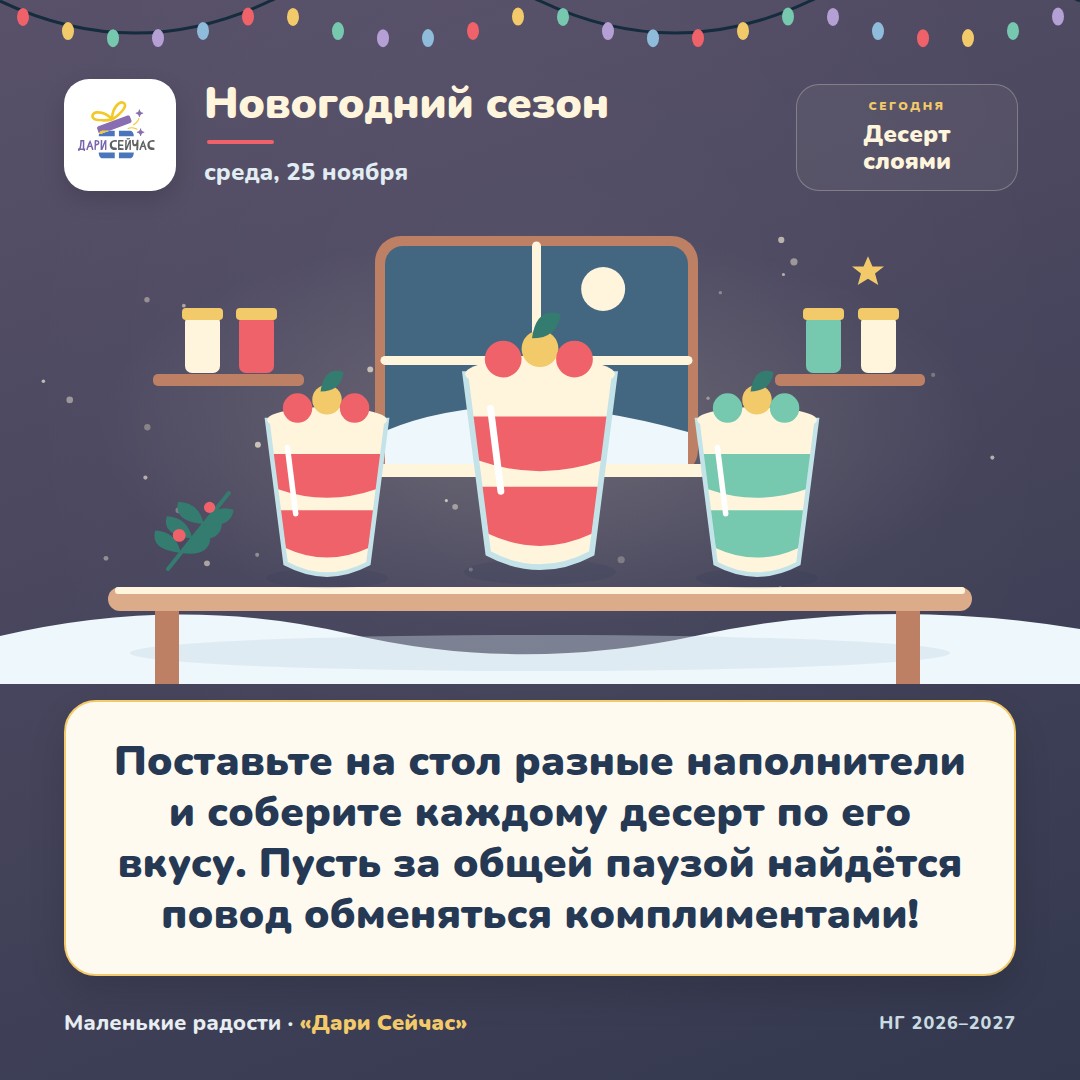 ДАРИ СЕЙЧАС
Новогодний сезон
среда, 25 ноября
СЕГОДНЯ
Десерт
слоями
Поставьте на стол разные наполнители
и соберите каждому десерт по его
вкусу. Пусть за общей паузой найдётся
повод обменяться комплиментами!
Маленькие радости · «Дари Сейчас»
НГ 2026–2027